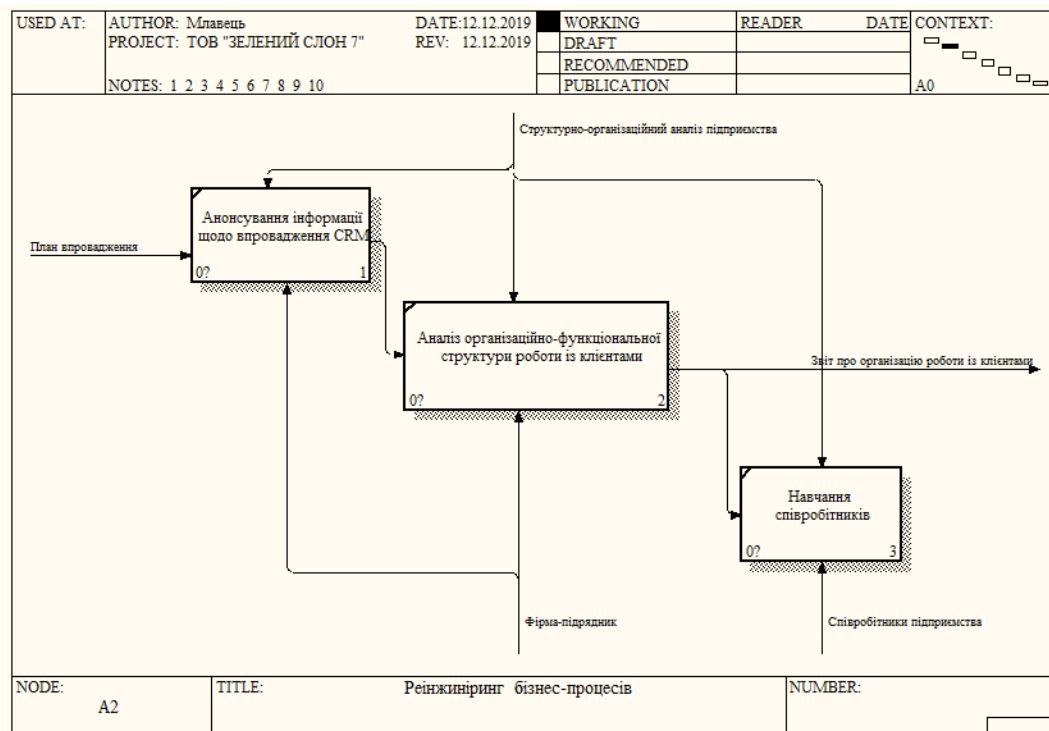 USED AT:
AUTHOR: Млавець
DATE:12.12.2019
WORKING
READER
DATE
CONTEXT:
PROJECT: ТОВ "ЗЕЛЕНИЙ СЛОН 7"
REV: 12.12.2019
DRAFT
RECOMMENDED
NOTES: 1 2 3 4 5 6 7 8 9 10
PUBLICATION
A0
Структурно-організаційний аналіз підприємства
Анонсування інформації
щодо впровадження CRM
План впровадження
0?
1
Аналіз організаційно-функціональної
структури роботи із клієнтами
Звіт про організацію роботи із клієнтами
0?
2
Навчання
співробітників
0?
3
Фірма-підрядник
Співробітники підприємства
NODE:
TITLE:
Реінжиніринг бізнес-процесів
NUMBER:
A2